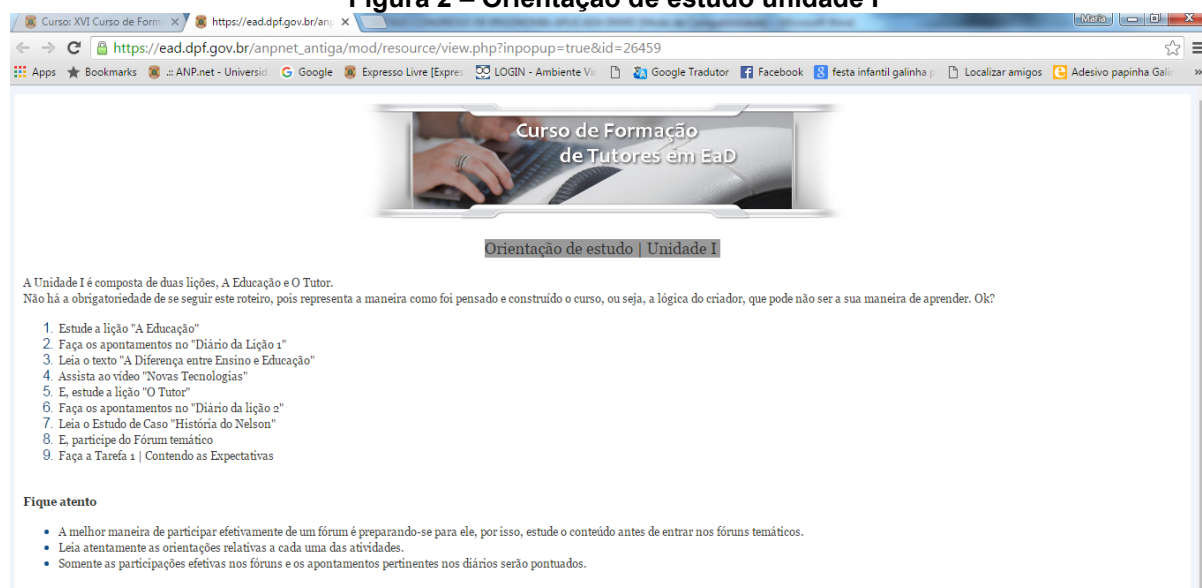 Figura 2 – Orientação de estudo unidade I
Curso: XVI Curso de Form
https://ead.dpf.gov.br/anp
Maria
https://ead.dpf.gov.br/anpnet_antiga/mod/resource/view.php?inpopup=true&id=26459
Apps Bookmarks .:: ANP.net - Universid Google Expresso Livre [Expres LOGIN - Ambiente Vir Google Tradutor Facebook festa infantil galinha p Localizar amigos Adesivo papinha Galin »
Curso de Formação
de Tutores em EaD
Orientação de estudo | Unidade I
A Unidade I é composta de duas lições, A Educação e O Tutor.
Não há a obrigatoriedade de se seguir este roteiro, pois representa a maneira como foi pensado e construído o curso, ou seja, a lógica do criador, que pode não ser a sua maneira de aprender. Ok?
1. Estude a lição "A Educação"
2. Faça os apontamentos no "Diário da Lição 1"
3. Leia o texto "A Diferença entre Ensino e Educação"
4. Assista ao vídeo "Novas Tecnologias"
5. E, estude a lição "O Tutor"
6. Faça os apontamentos no "Diário da lição 2"
7. Leia o Estudo de Caso "História do Nelson"
8. E, participe do Fórum temático
9. Faça a Tarefa 1 | Contendo as Expectativas
Fique atento
• A melhor maneira de participar efetivamente de um fórum é preparando-se para ele, por isso, estude o conteúdo antes de entrar nos fóruns temáticos.
• Leia atentamente as orientações relativas a cada uma das atividades.
• Somente as participações efetivas nos fóruns e os apontamentos pertinentes nos diários serão pontuados.